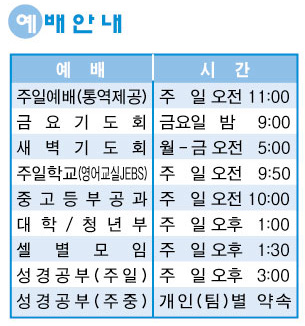 예배안내
예 배 시 간
주일예배(통역제공) 주 일 오전 11:00
금 요 기 도 회 금요일 밤 9:00
새 벽 기 도 회 월-금 오전 5:00
주일학교(영어교실JEBS) 주 일 오전 9:50
중 고 등 부 공 과 주 일 오전 10:00
대 학 / 청 년 부 주 일 오후 1:00
셀 별 모 임 주 일 오후 1:30
성 경 공 부 ( 주 일 ) 주 일 오후 3:00
성 경 공 부 ( 주 중 ) 개인(팀)별 약속